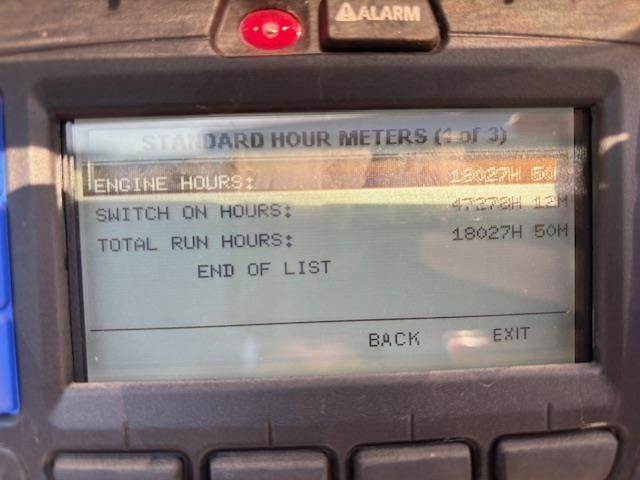 ALARM
STANDARD HOUR METERS (1 of 3)
ENGINE HOURS: 18027H 50
SWITCH ON HOURS: 47278H 12M
TOTAL RUN HOURS: 18027H 50M
END OF LIST
BACK EXIT